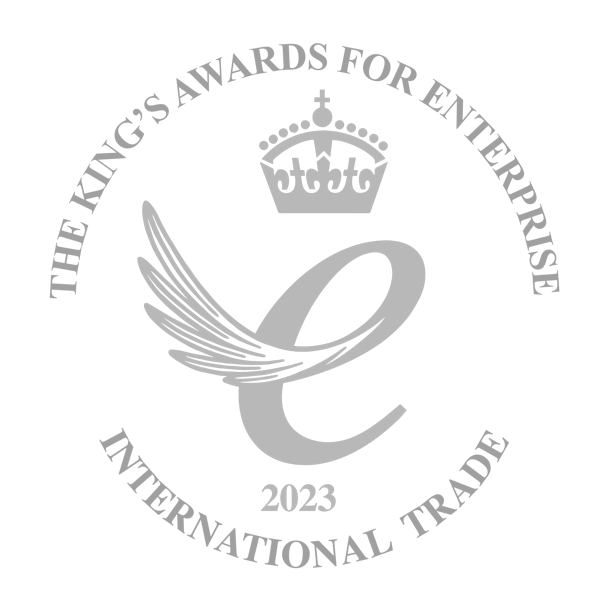 THE KING'S AWARDS FOR ENTERPRISE
e
2023
INTERNATIONAL TRADE